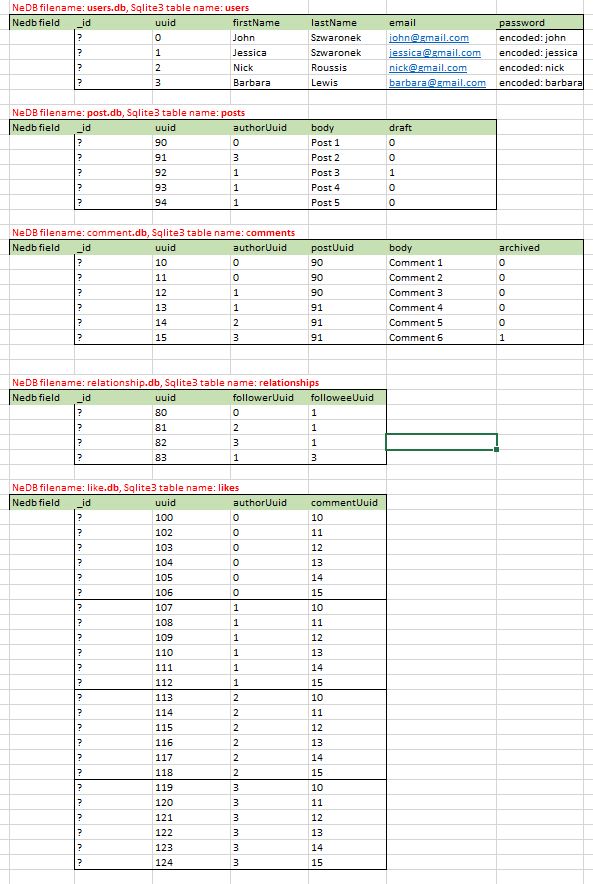 NeDB filename: users.db, Sqlite3 table name: users
Nedb field _id uuid firstName lastName email password
? 0 John Szwaronek john@gmail.com encoded: john
? 1 Jessica Szwaronek jessica@gmail.com encoded: jessica
? 2 Nick Roussis nick@gmail.com encoded: nick
? 3 Barbara Lewis barbara@gmail.com encoded: barbara
NeDB filename: post.db, Sqlite3 table name: posts
Nedb field _id uuid authorUuid body draft
? 90 0 Post 1 0
? 91 3 Post 2 0
? 92 1 Post 3 1
? 93 1 Post 4 0
? 94 1 Post 5 0
NeDB filename: comment.db, Sqlite3 table name: comments
Nedb field _id uuid authorUuid postUuid body archived
? 10 0 90 Comment 1 0
? 11 0 90 Comment 2 0
? 12 1 90 Comment 3 0
? 13 1 91 Comment 4 0
? 14 2 91 Comment 5 0
? 15 3 91 Comment 6 1
NeDB filename: relationship.db, Sqlite3 table name: relationships
Nedb field _id uuid followerUuid followeeUuid
? 80 0 1
? 81 2 1
? 82 3 1
? 83 1 3
NeDB filename: like.db, Sqlite3 table name: likes
Nedb field _id uuid authorUuid commentUuid
? 100 0 10
? 102 0 11
? 103 0 12
? 104 0 13
? 105 0 14
? 106 0 15
? 107 1 10
? 108 1 11
? 109 1 12
? 110 1 13
? 111 1 14
? 112 1 15
? 113 2 10
? 114 2 11
? 115 2 12
? 116 2 13
? 117 2 14
? 118 2 15
? 119 3 10
? 120 3 11
? 121 3 12
? 122 3 13
? 123 3 14
? 124 3 15